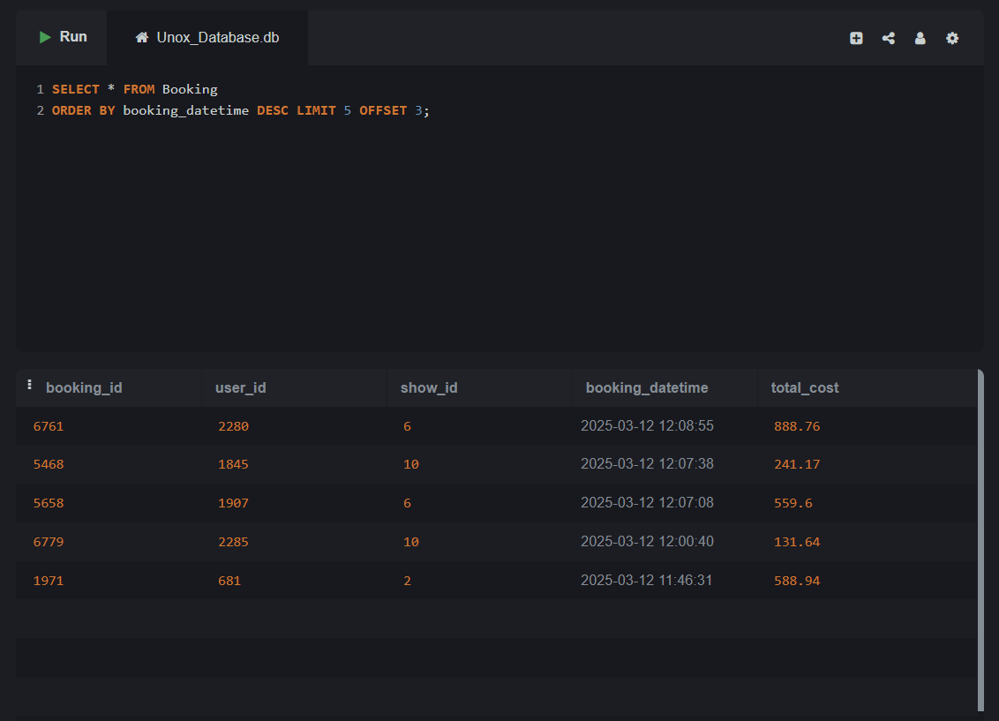 Run Unox_Database.db
1 SELECT * FROM Booking
2 ORDER BY booking_datetime DESC LIMIT 5 OFFSET 3;
booking_id user_id show_id booking_datetime total_cost
6761 2280 6 2025-03-12 12:08:55 888.76
5468 1845 10 2025-03-12 12:07:38 241.17
5658 1907 6 2025-03-12 12:07:08 559.6
6779 2285 10 2025-03-12 12:00:40 131.64
1971 681 2 2025-03-12 11:46:31 588.94